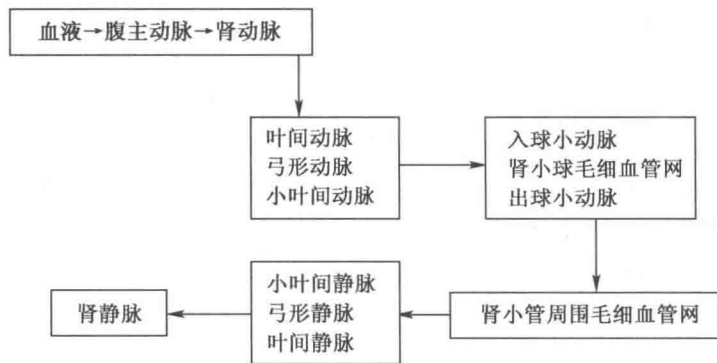 血液→腹主动脉→肾动脉
叶间动脉
弓形动脉
小叶间动脉
入球小动脉
肾小球毛细血管网
出球小动脉
肾小管周围毛细血管网
小叶间静脉
弓形静脉
叶间静脉
肾静脉